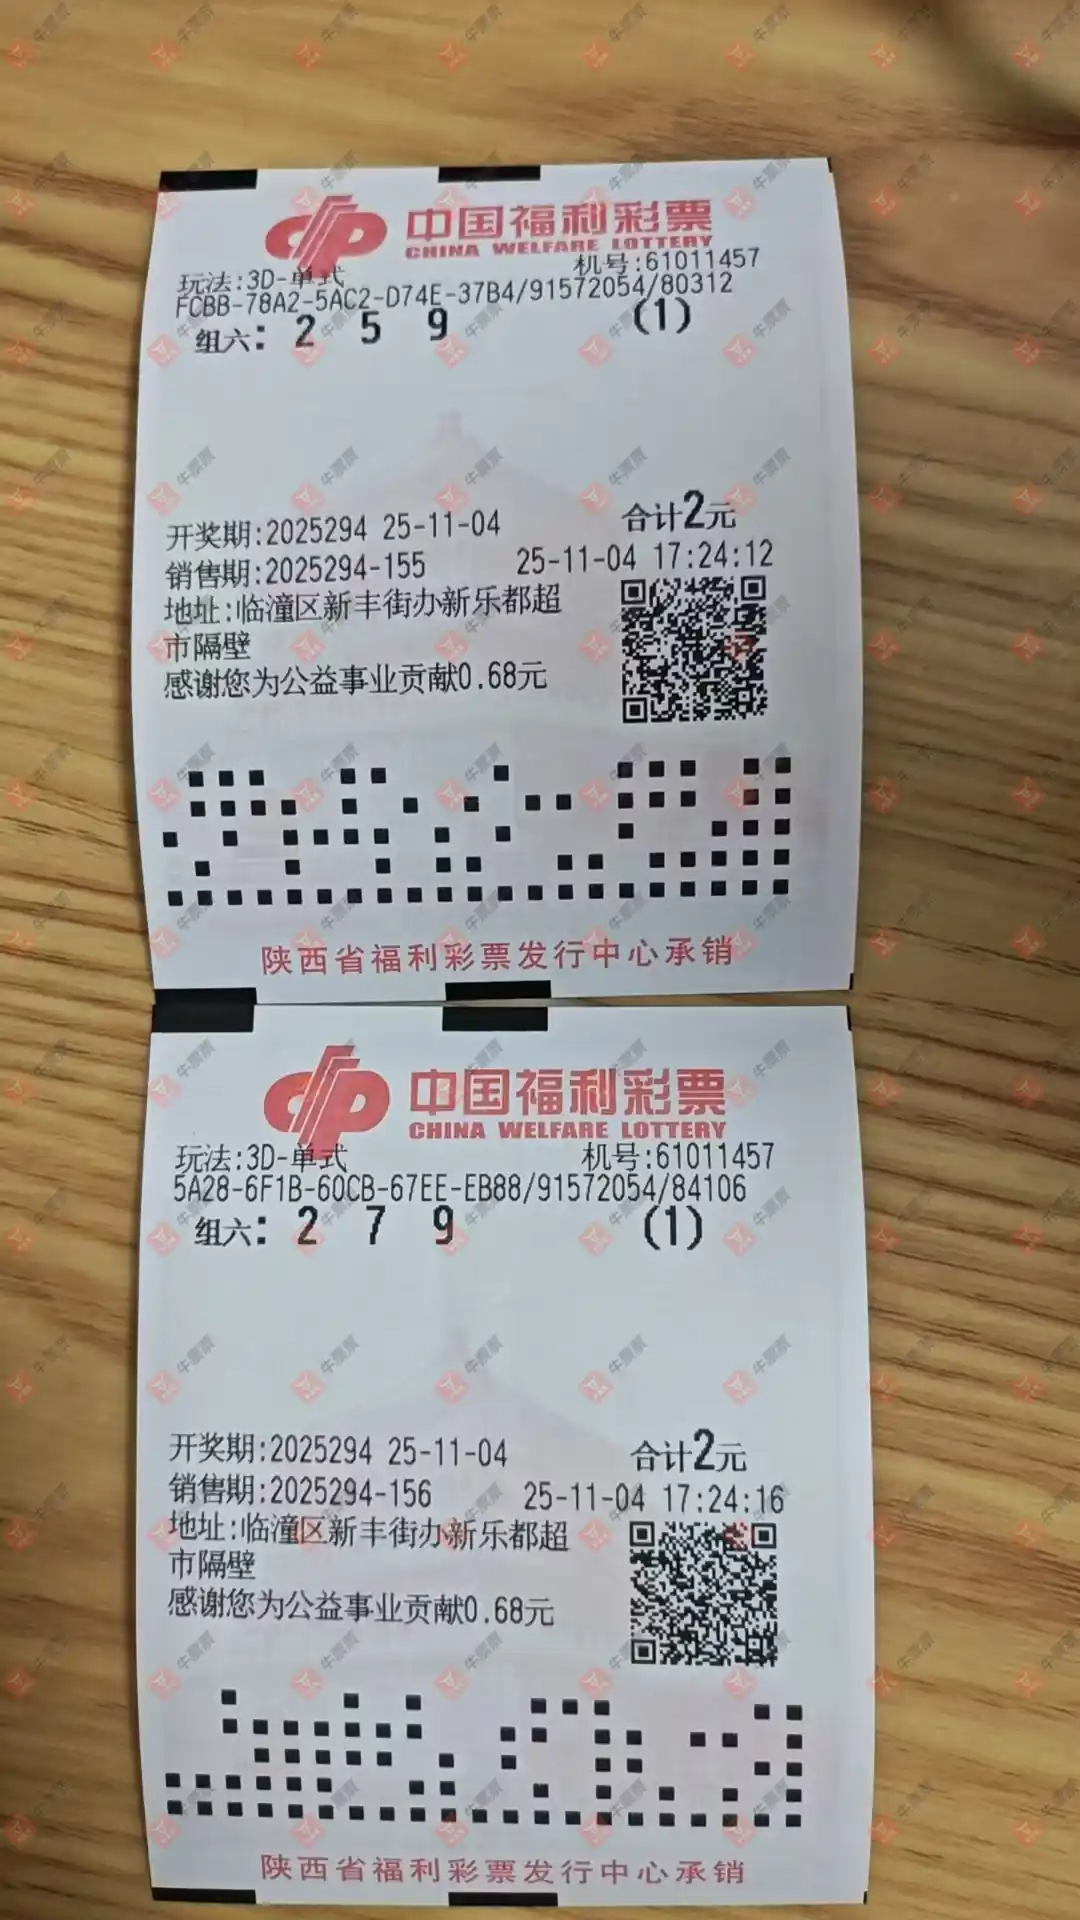 中国福利彩票
CHINA WELFARE LOTTERY
玩法:3D-单式 机号:61011457
FCBB-78A2-5AC2-D74E-37B4/91572054/80312
组六: 2 5 9 (1)
开奖期:2025294 25-11-04 合计2元
销售期:2025294-155 25-11-04 17:24:12
地址:临潼区新丰街办新乐都超
市隔壁
感谢您为公益事业贡献0.68元
陕西省福利彩票发行中心承销
中国福利彩票
CHINA WELFARE LOTTERY
玩法:3D-单式 机号:61011457
5A28-6F1B-60CB-67EE-EB88/91572054/84106
组六: 2 7 9 (1)
开奖期:2025294 25-11-04 合计2元
销售期:2025294-156 25-11-04 17:24:16
地址:临潼区新丰街办新乐都超
市隔壁
感谢您为公益事业贡献0.68元
陕西省福利彩票发行中心承销
牛票票